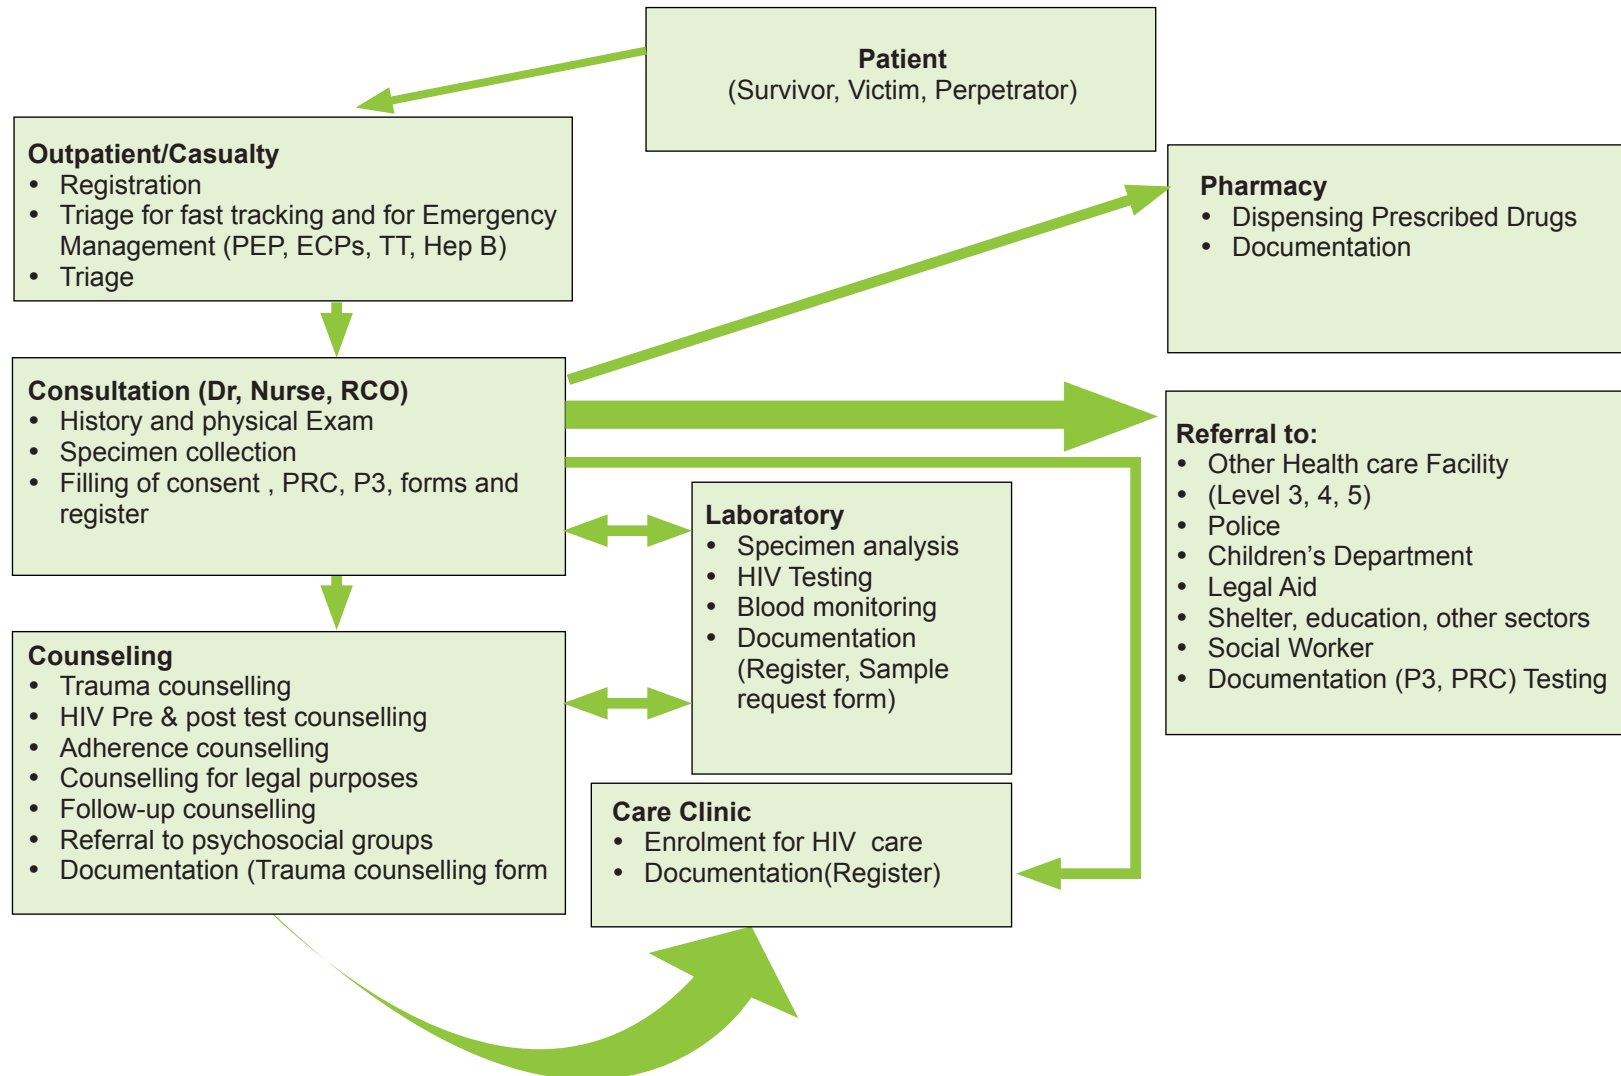 Patient
(Survivor, Victim, Perpetrator)
Outpatient/Casualty
• Registration
• Triage for fast tracking and for Emergency
Management (PEP, ECPs, TT, Hep B)
• Triage
Pharmacy
• Dispensing Prescribed Drugs
• Documentation
Consultation (Dr, Nurse, RCO)
• History and physical Exam
• Specimen collection
• Filling of consent , PRC, P3, forms and
register
Referral to:
• Other Health care Facility
• (Level 3, 4, 5)
• Police
• Children’s Department
• Legal Aid
• Shelter, education, other sectors
• Social Worker
• Documentation (P3, PRC) Testing
Laboratory
• Specimen analysis
• HIV Testing
• Blood monitoring
• Documentation
(Register, Sample
request form)
Counseling
• Trauma counselling
• HIV Pre & post test counselling
• Adherence counselling
• Counselling for legal purposes
• Follow-up counselling
• Referral to psychosocial groups
• Documentation (Trauma counselling form
Care Clinic
• Enrolment for HIV  care
• Documentation(Register)